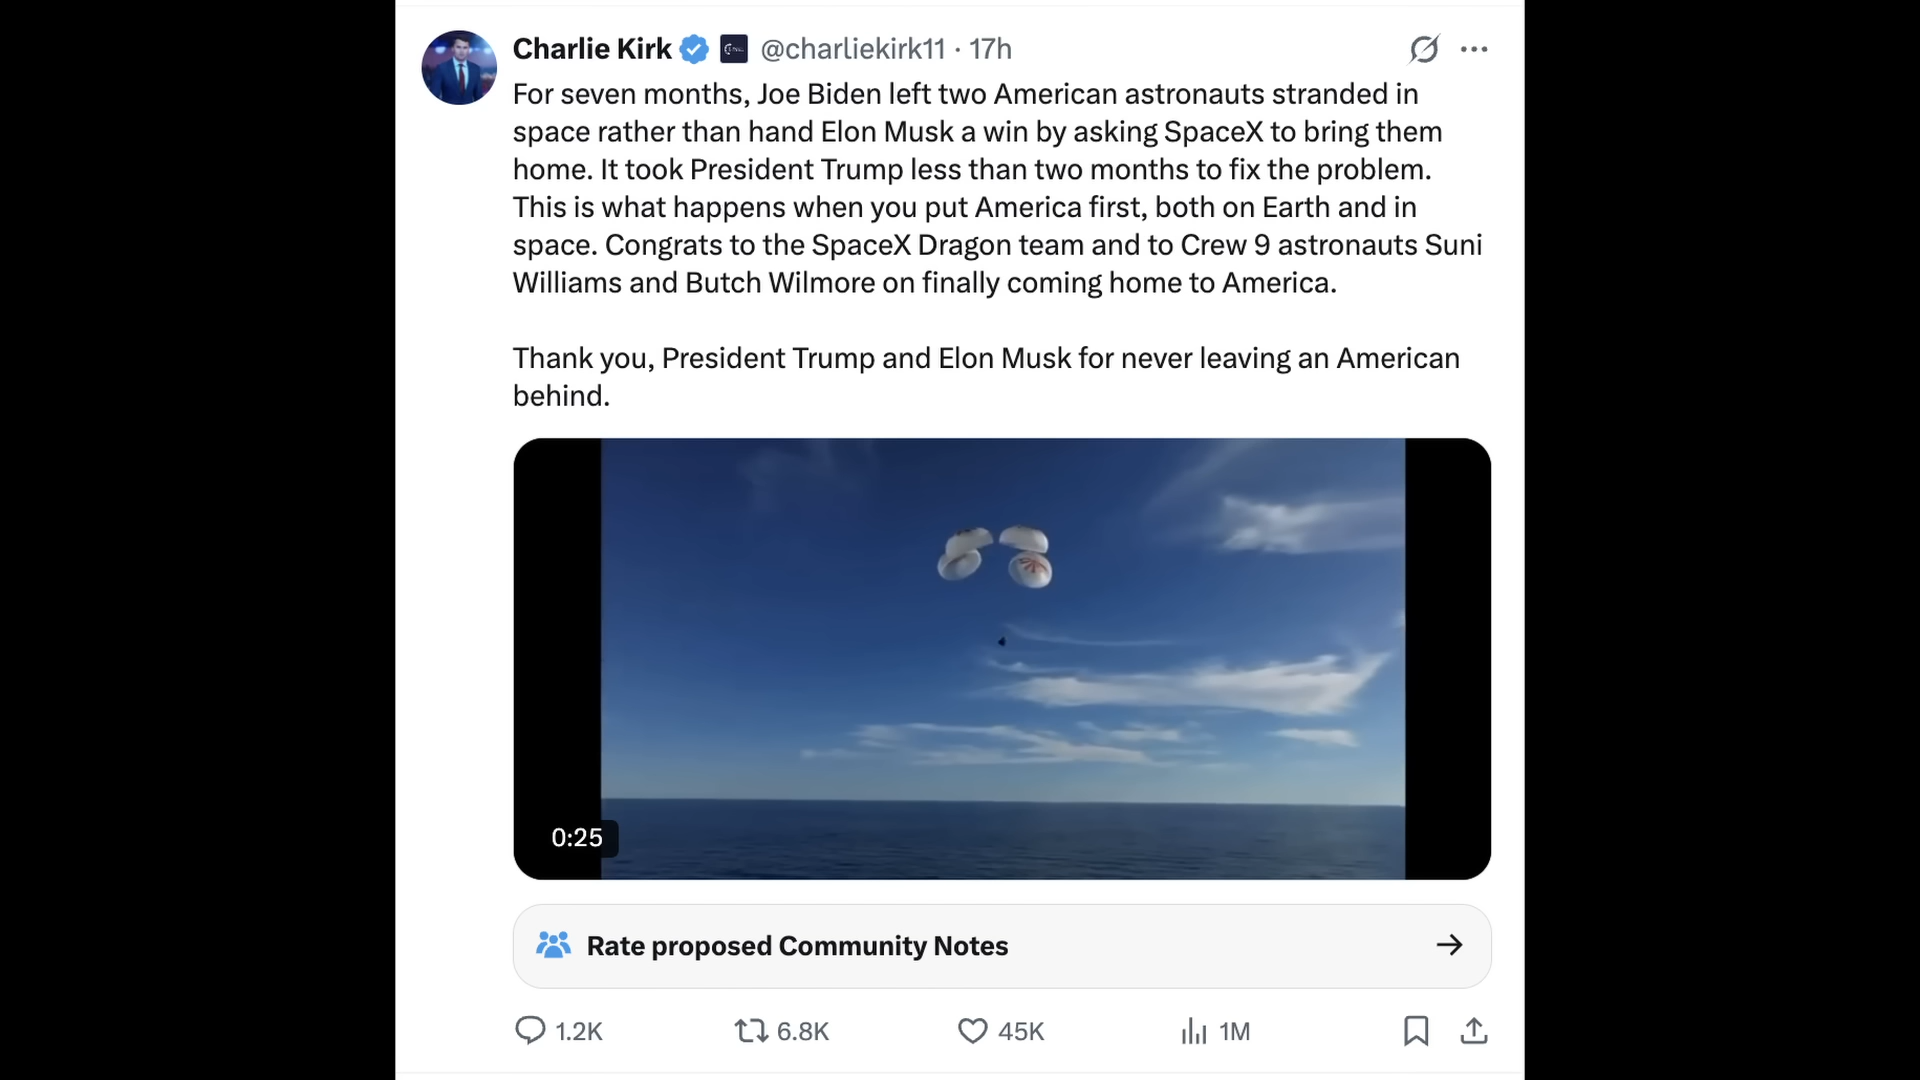 Charlie Kirk @charliekirk11 · 17h
For seven months, Joe Biden left two American astronauts stranded in
space rather than hand Elon Musk a win by asking SpaceX to bring them
home. It took President Trump less than two months to fix the problem.
This is what happens when you put America first, both on Earth and in
space. Congrats to the SpaceX Dragon team and to Crew 9 astronauts Suni
Williams and Butch Wilmore on finally coming home to America.
Thank you, President Trump and Elon Musk for never leaving an American
behind.
0:25
Rate proposed Community Notes
1.2K 6.8K 45K 1M